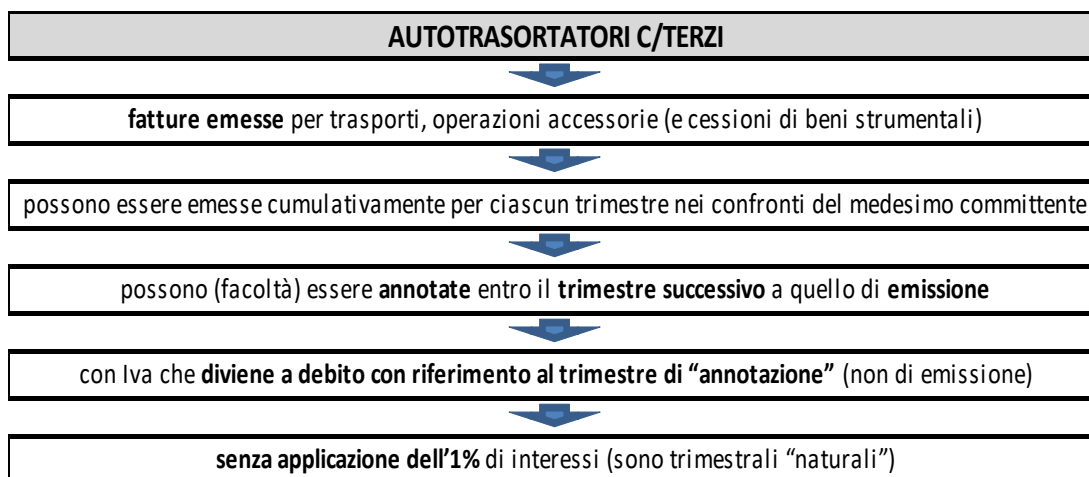 AUTOTRASORTATORI C/TERZI
fatture emesse per trasporti, operazioni accessorie (e cessioni di beni strumentali)
possono essere emesse cumulativamente per ciascun trimestre nei confronti del medesimo committente
possono (facoltà) essere annotate entro il trimestre successivo a quello di emissione
con Iva che diviene a debito con riferimento al trimestre di “annotazione” (non di emissione)
senza applicazione dell'1% di interessi (sono trimestrali “naturali”)